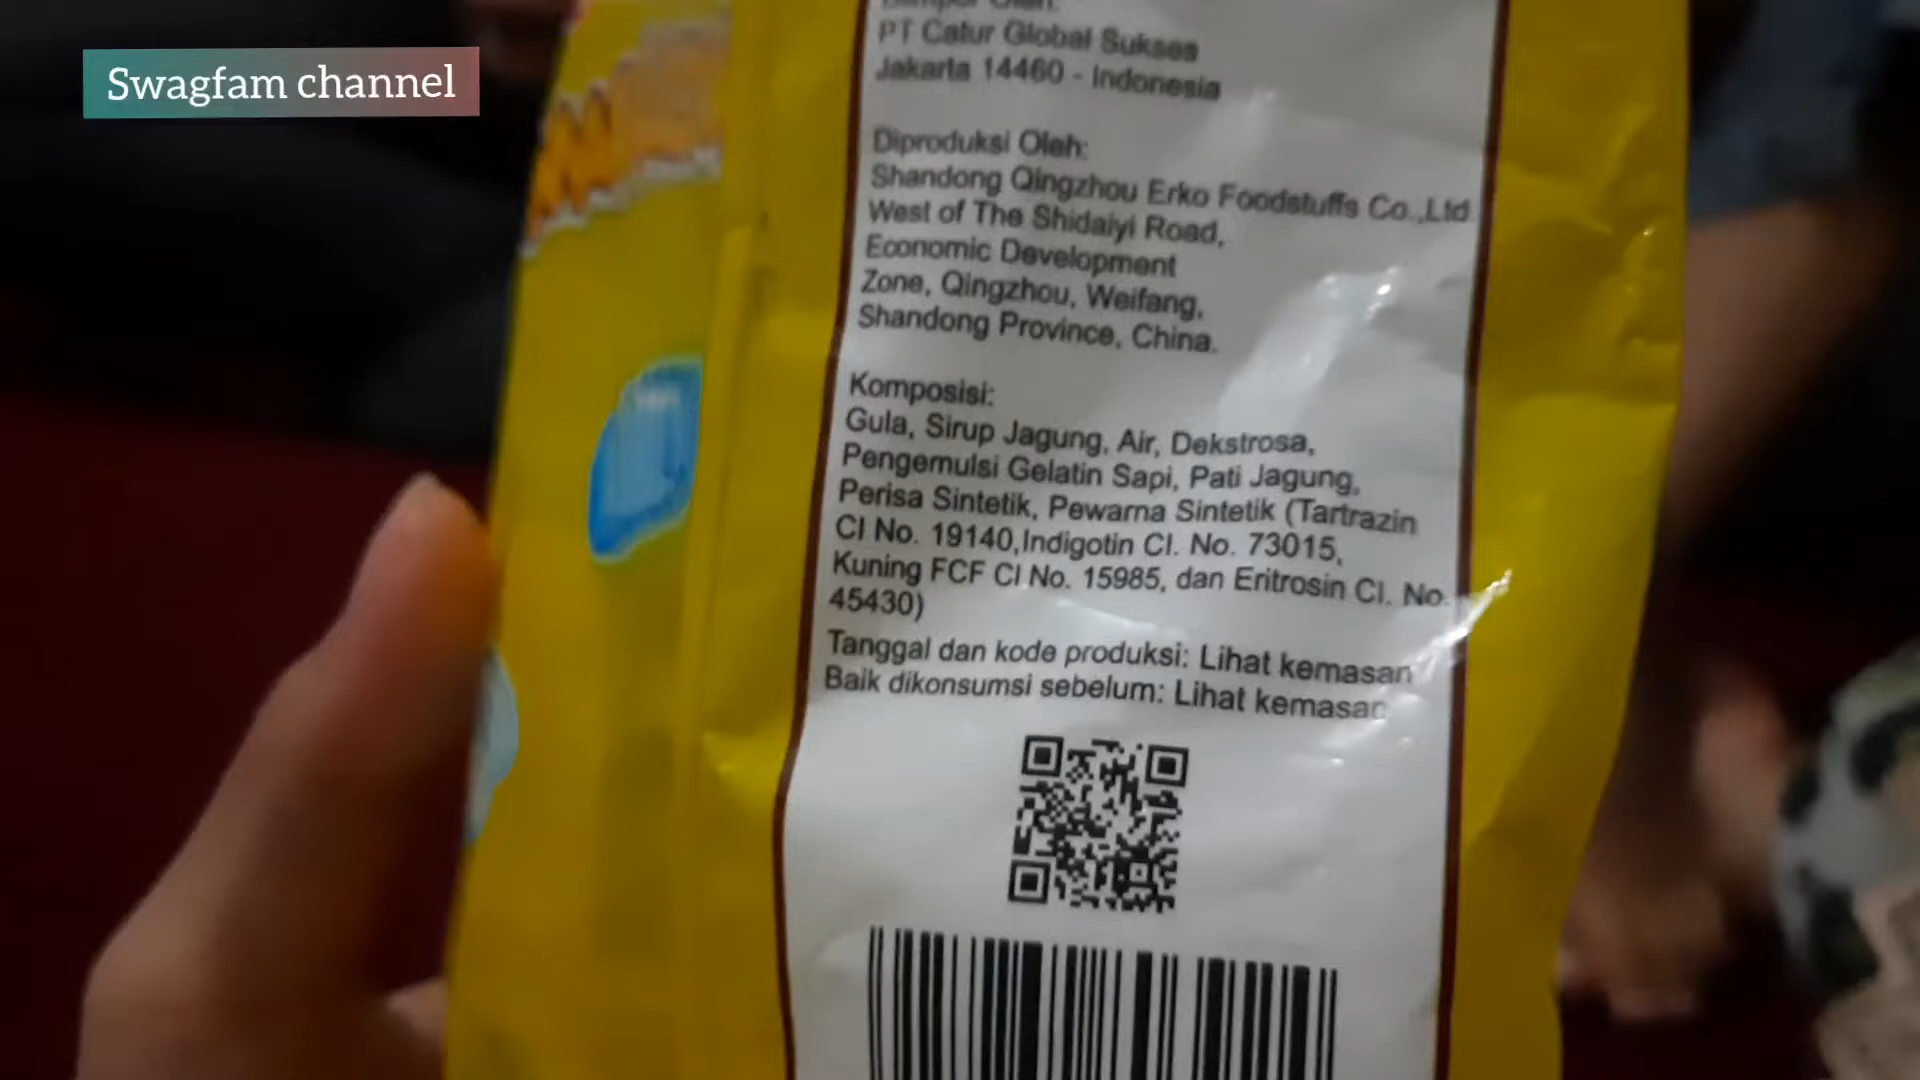 Swagfam channel
PT Catur Global Sukses
Jakarta 14460 - Indonesia
Diproduksi Oleh:
Shandong Qingzhou Erko Foodstuffs Co.,Ltd.
West of The Shidaiyi Road,
Economic Development
Zone, Qingzhou, Weifang,
Shandong Province, China.
Komposisi:
Gula, Sirup Jagung, Air, Dekstrosa,
Pengemulsi Gelatin Sapi, Pati Jagung,
Perisa Sintetik, Pewarna Sintetik (Tartrazin
CI No. 19140,Indigotin CI. No. 73015,
Kuning FCF CI No. 15985, dan Eritrosin CI. No.
45430)
Tanggal dan kode produksi: Lihat kemasan
Baik dikonsumsi sebelum: Lihat kemasan